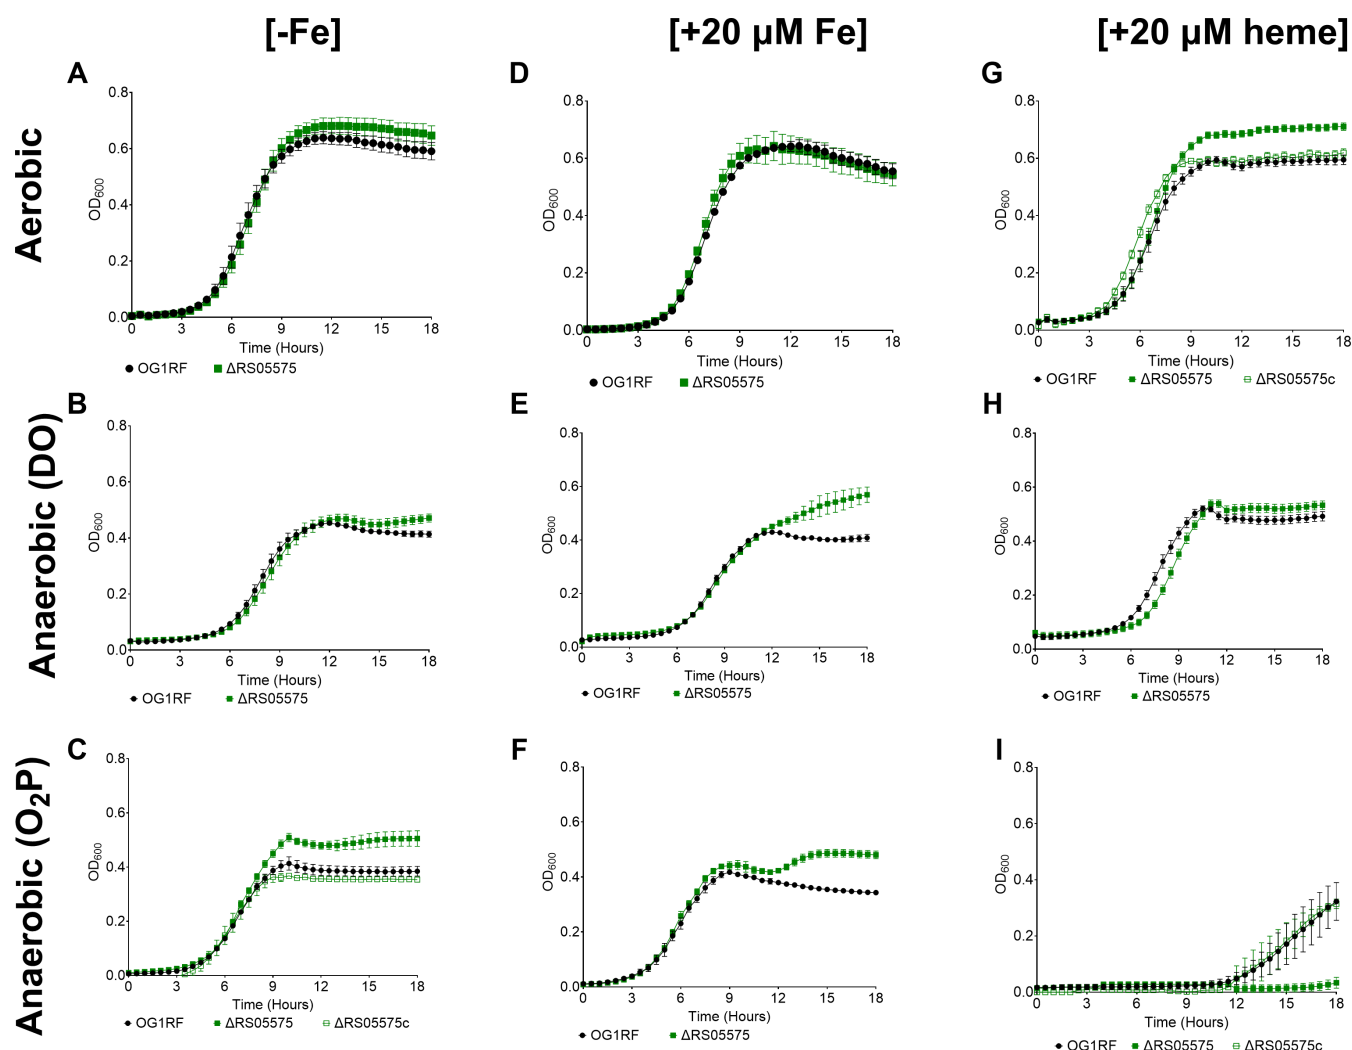 [-Fe]
[+20 µM Fe]
[+20 µM heme]
Aerobic
A
0.8
0.6
0.4
0.2
0.0
OD600
0 3 6 9 12 15 18
Time (Hours)
OG1RF ΔRS05575
D
0.8
0.6
0.4
0.2
0.0
OD600
0 3 6 9 12 15 18
Time (Hours)
OG1RF ΔRS05575
G
0.8
0.6
0.4
0.2
0.0
OD600
0 3 6 9 12 15 18
Time (Hours)
OG1RF ΔRS05575 ΔRS05575c
Anaerobic (DO)
B
0.8
0.6
0.4
0.2
0.0
OD600
0 3 6 9 12 15 18
Time (Hours)
OG1RF ΔRS05575
E
0.8
0.6
0.4
0.2
0.0
OD600
0 3 6 9 12 15 18
Time (Hours)
OG1RF ΔRS05575
H
0.8
0.6
0.4
0.2
0.0
OD600
0 3 6 9 12 15 18
Time (Hours)
OG1RF ΔRS05575
Anaerobic (O2P)
C
0.8
0.6
0.4
0.2
0.0
OD600
0 3 6 9 12 15 18
Time (Hours)
OG1RF ΔRS05575 ΔRS05575c
F
0.8
0.6
0.4
0.2
0.0
OD600
0 3 6 9 12 15 18
Time (Hours)
OG1RF ΔRS05575
I
0.8
0.6
0.4
0.2
0.0
OD600
0 3 6 9 12 15 18
Time (Hours)
OG1RF ΔRS05575 ΔRS05575c